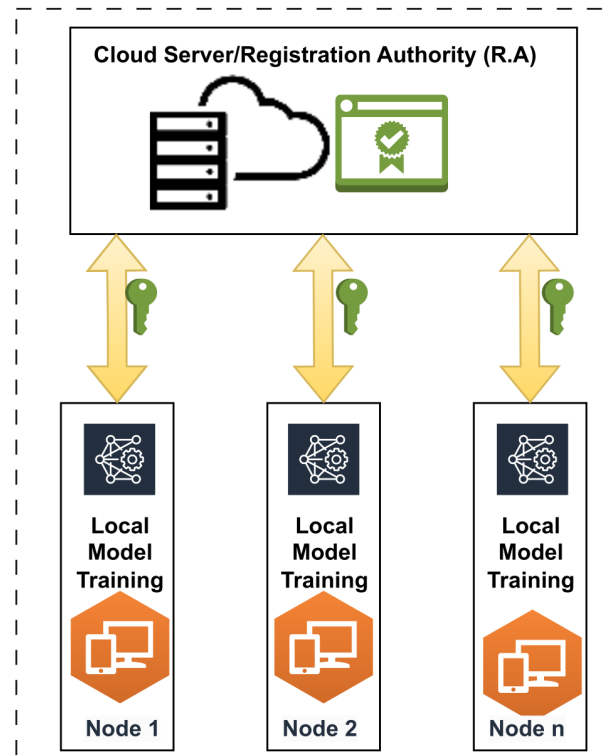 Cloud Server/Registration Authority (R.A)
Local
Model
Training
Node 1
Local
Model
Training
Node 2
Local
Model
Training
Node n